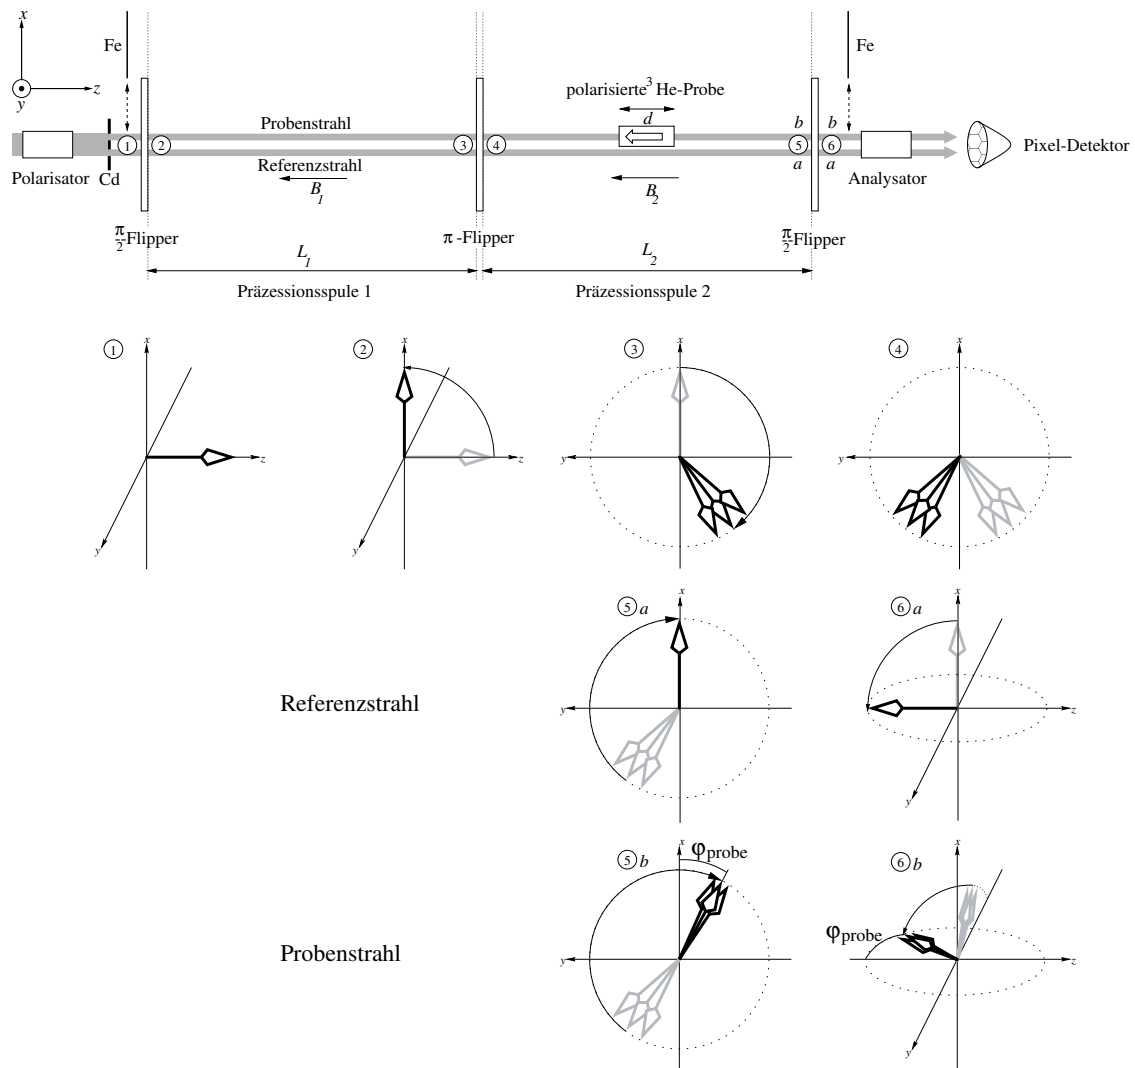 x
Fe
Fe
z
y
polarisierte ³He-Probe
d
Probenstrahl
b b
1 2 3 4 5 6
Referenzstrahl
a a
Polarisator
Cd
Analysator
Pixel-Detektor
B₁
B₂
π/2-Flipper
π-Flipper
π/2-Flipper
L₁
L₂
Präzessionsspule 1
Präzessionsspule 2
1
x
z
y
2
x
z
y
3
x
y
4
x
y
Referenzstrahl
5 a
x
y
6 a
x
z
y
Probenstrahl
5 b
x
φprobe
y
6 b
x
φprobe
z
y